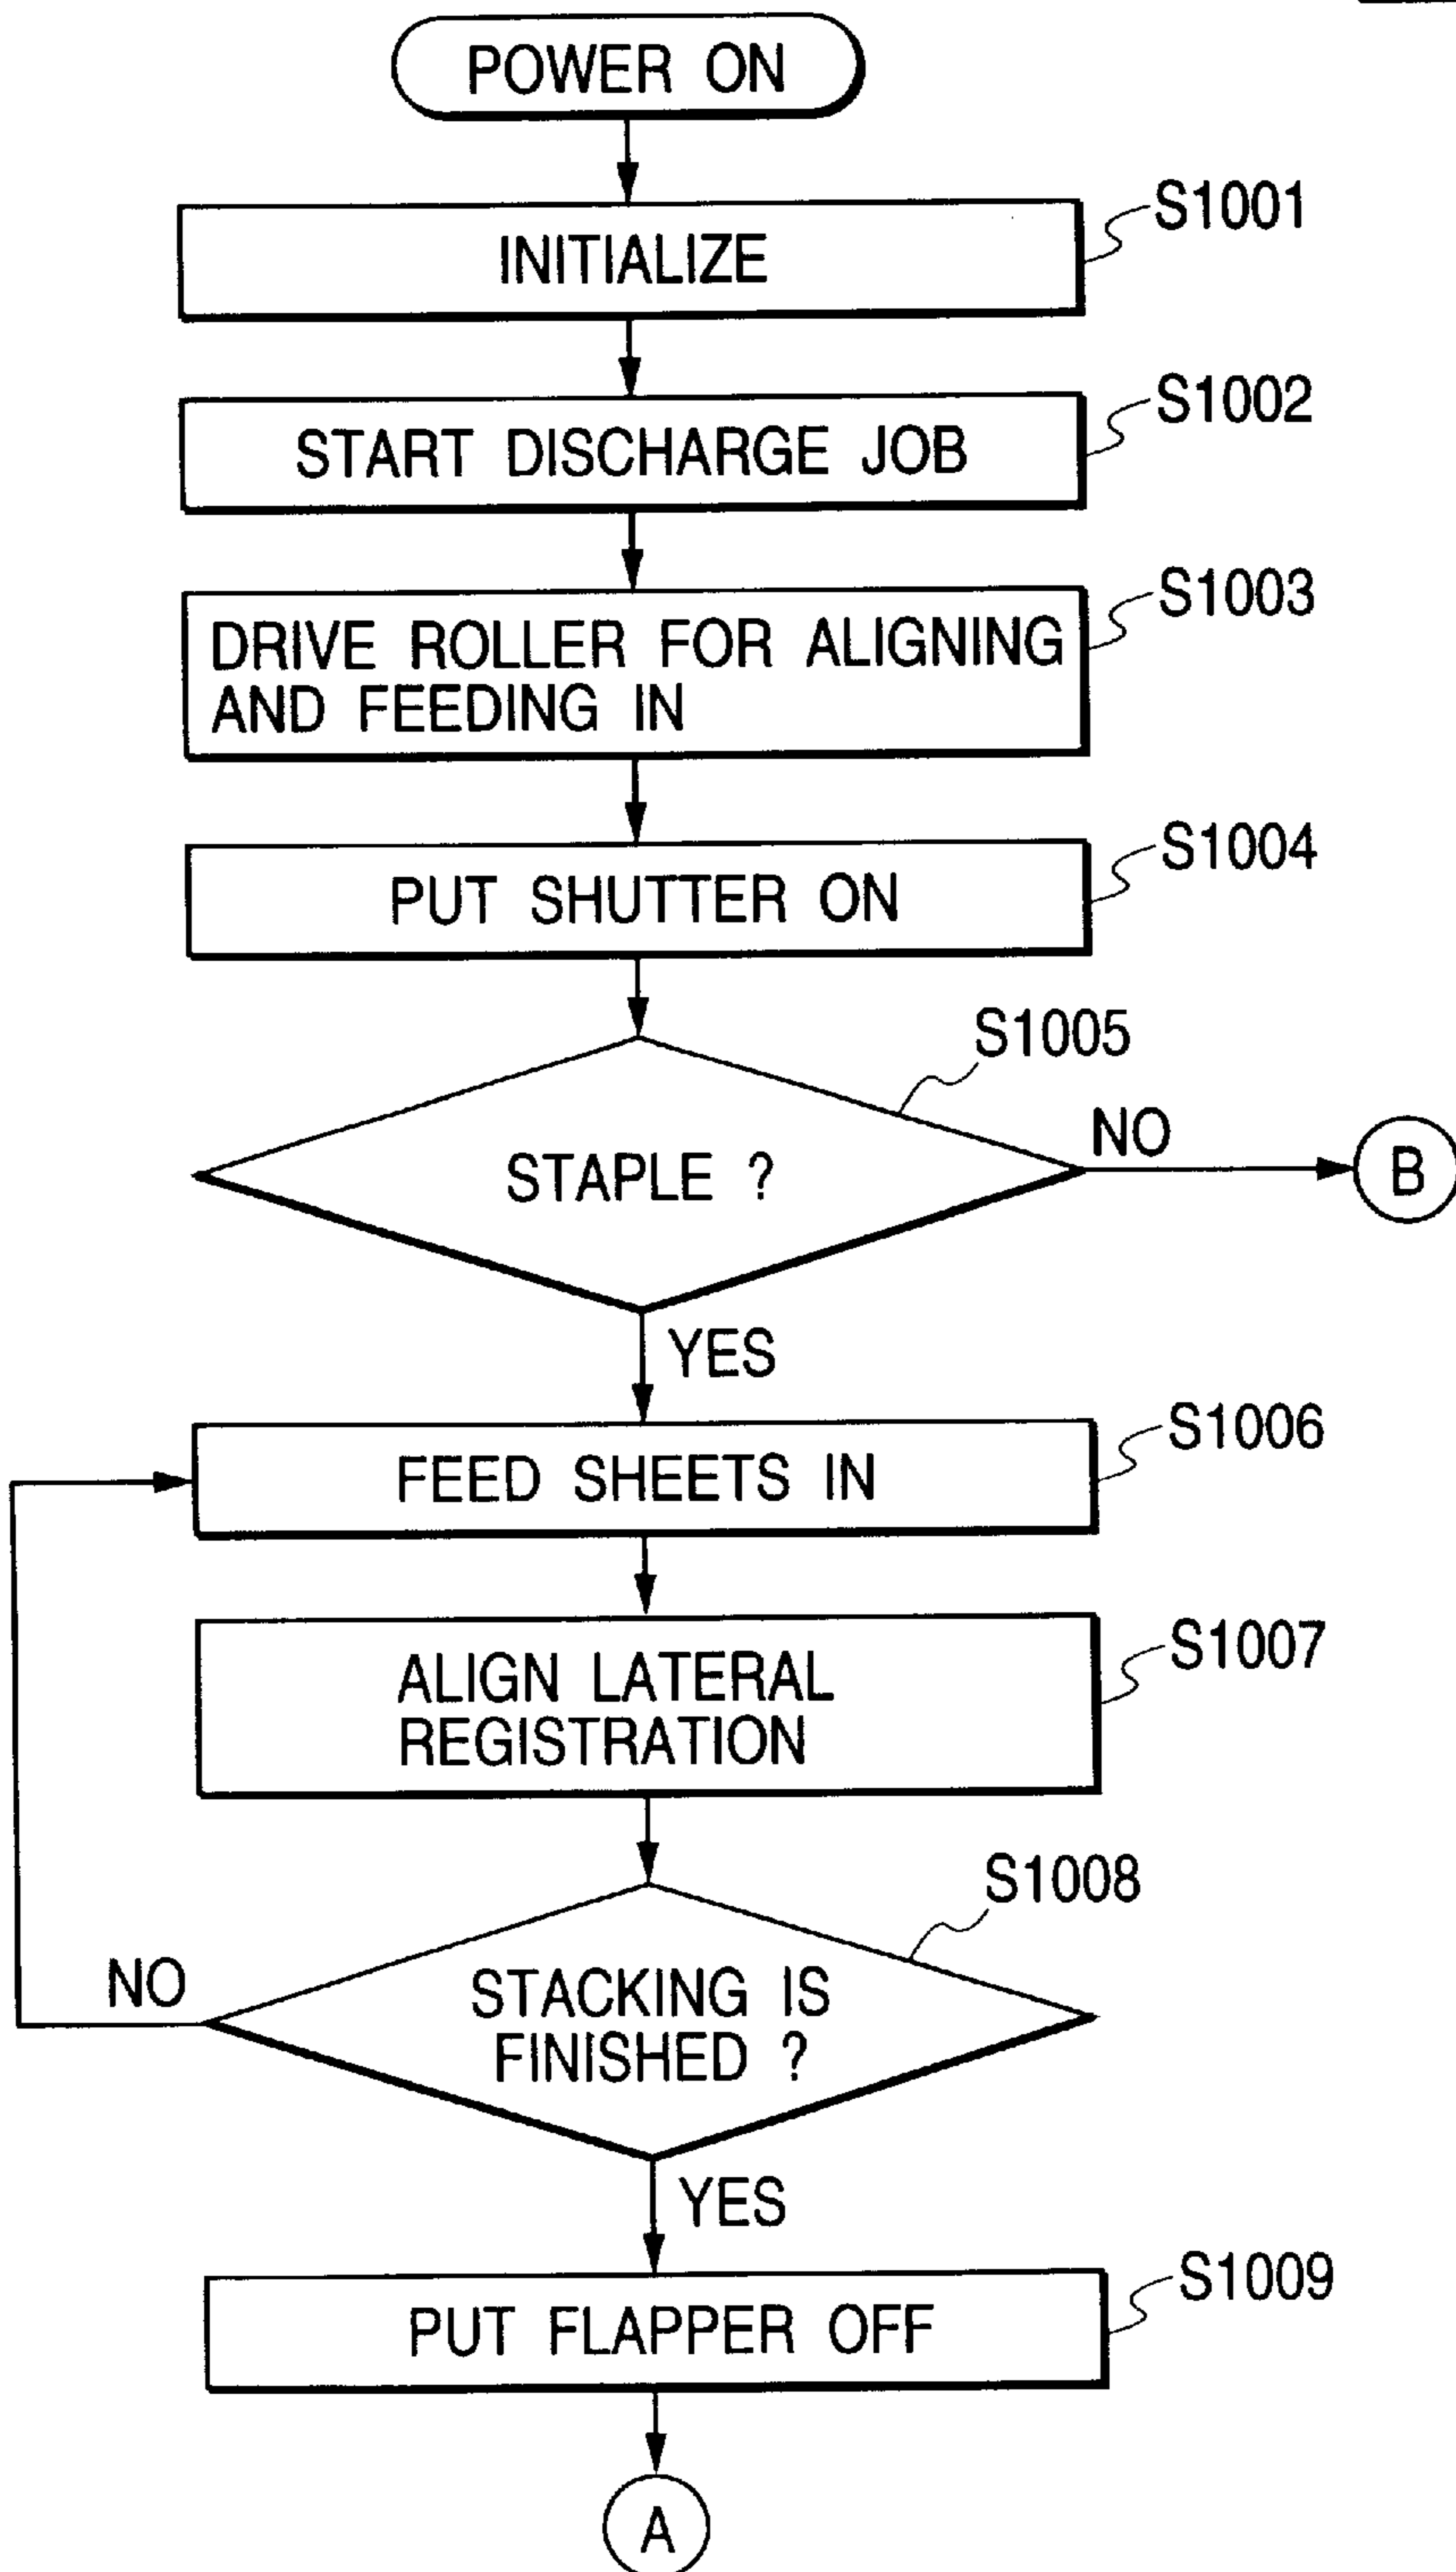 POWER ON
S1001
INITIALIZE
S1002
START DISCHARGE JOB
S1003
DRIVE ROLLER FOR ALIGNING
AND FEEDING IN
S1004
PUT SHUTTER ON
S1005
STAPLE ?
NO
B
YES
S1006
FEED SHEETS IN
S1007
ALIGN LATERAL
REGISTRATION
S1008
STACKING IS
FINISHED ?
NO
YES
S1009
PUT FLAPPER OFF
A